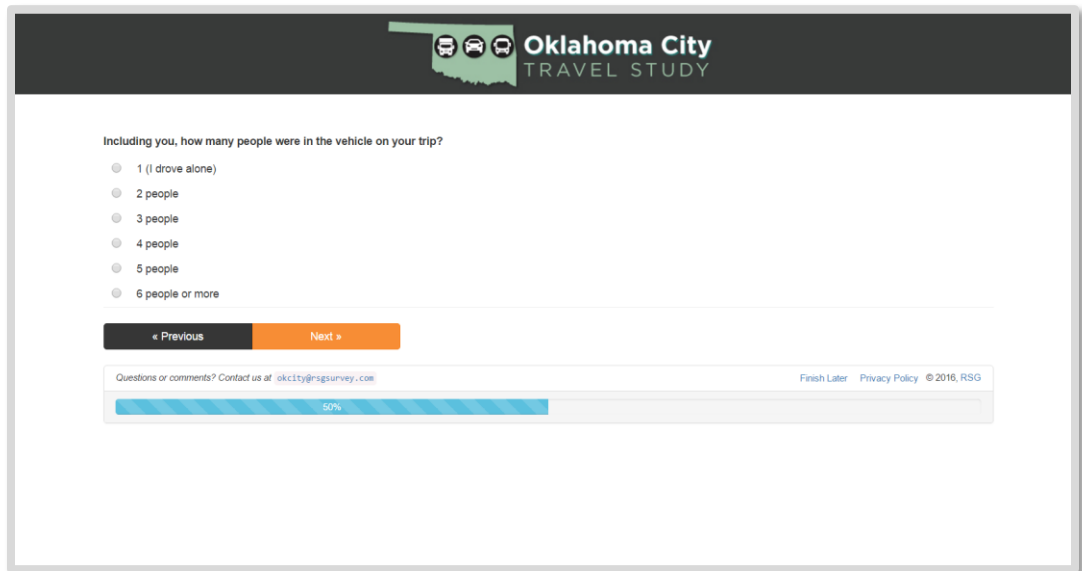 Oklahoma City
TRAVEL STUDY
Including you, how many people were in the vehicle on your trip?
1 (I drove alone)
2 people
3 people
4 people
5 people
6 people or more
« Previous Next »
Questions or comments? Contact us at okcity@rsgsurvey.com Finish Later Privacy Policy © 2016, RSG
50%